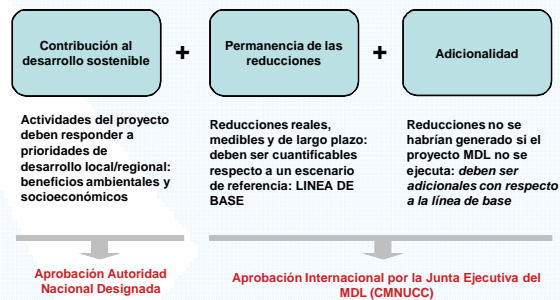 Contribución al
desarrollo sostenible
+
Permanencia de las
reducciones
+
Adicionalidad
Actividades del proyecto
deben responder a
prioridades de
desarrollo local/regional:
beneficios ambientales y
socioeconómicos
Reducciones reales,
medibles y de largo plazo:
deben ser cuantificables
respecto a un escenario
de referencia: LINEA DE
BASE
Reducciones no se
habrían generado si el
proyecto MDL no se
ejecuta: deben ser
adicionales con respecto
a la línea de base
Aprobación Autoridad
Nacional Designada
Aprobación Internacional por la Junta Ejecutiva del
MDL (CMNUCC)